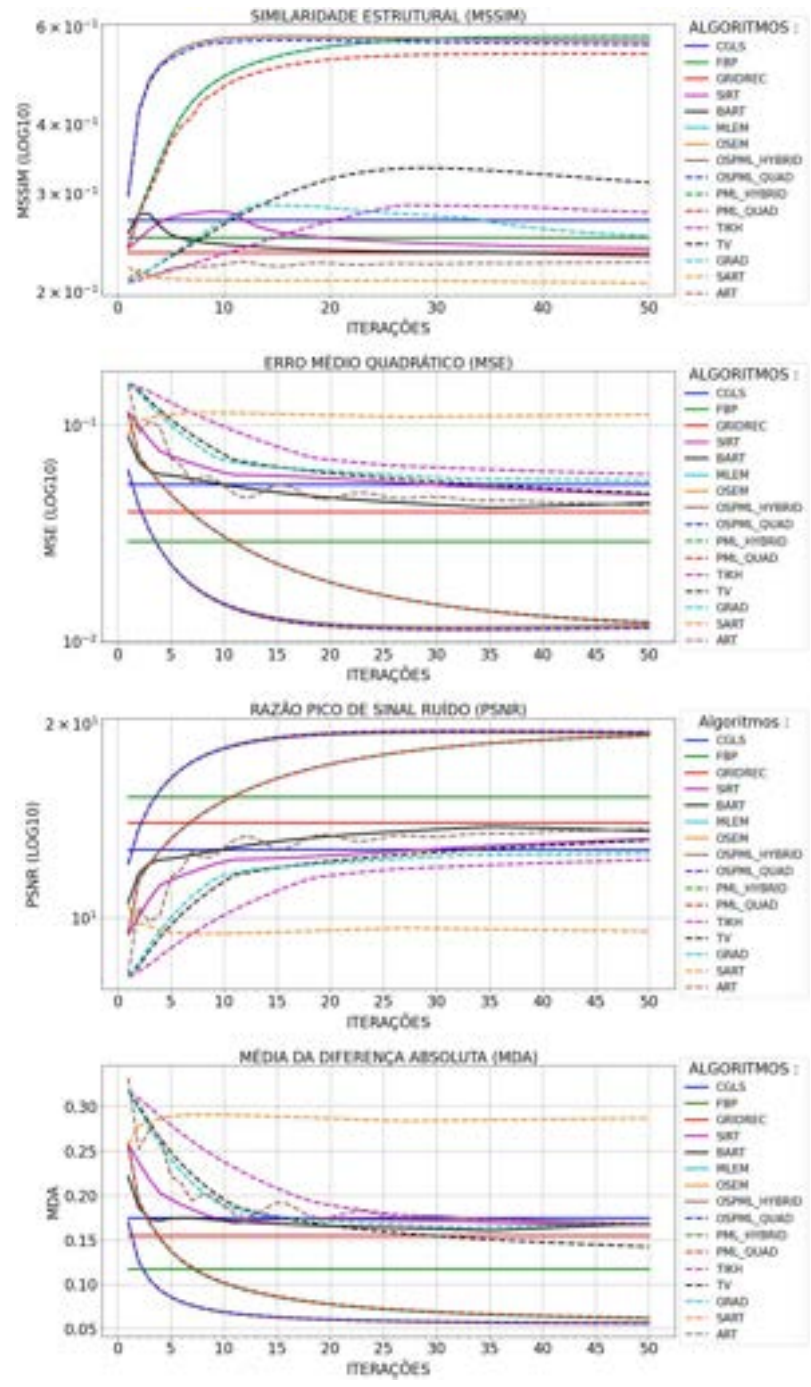 SIMILARIDADE ESTRUTURAL (MSSIM)
6 × 10⁻¹
4 × 10⁻¹
3 × 10⁻¹
2 × 10⁻¹
MSSIM (LOG10)
0 5 10 15 20 25 30 35 40 45 50
ITERAÇÕES
ALGORITMOS :
CGLS
FBP
GRIDREC
SIRT
BART
MLEM
OSEM
OSPML_HYBRID
OSPML_QUAD
PML_HYBRID
PML_QUAD
TIKH
TV
GRAD
SART
ART
ERRO MÉDIO QUADRÁTICO (MSE)
10⁻¹
10⁻²
MSE (LOG10)
0 5 10 15 20 25 30 35 40 45 50
ITERAÇÕES
ALGORITMOS :
CGLS
FBP
GRIDREC
SIRT
BART
MLEM
OSEM
OSPML_HYBRID
OSPML_QUAD
PML_HYBRID
PML_QUAD
TIKH
TV
GRAD
SART
ART
RAZÃO PICO DE SINAL RUÍDO (PSNR)
2 × 10¹
10¹
PSNR (LOG10)
0 5 10 15 20 25 30 35 40 45 50
ITERAÇÕES
Algoritmos :
CGLS
FBP
GRIDREC
SIRT
BART
MLEM
OSEM
OSPML_HYBRID
OSPML_QUAD
PML_HYBRID
PML_QUAD
TIKH
TV
GRAD
SART
ART
MÉDIA DA DIFERENÇA ABSOLUTA (MDA)
0.30
0.25
0.20
0.15
0.10
0.05
MDA
0 5 10 15 20 25 30 35 40 45 50
ITERAÇÕES
ALGORITMOS :
CGLS
FBP
GRIDREC
SIRT
BART
MLEM
OSEM
OSPML_HYBRID
OSPML_QUAD
PML_HYBRID
PML_QUAD
TIKH
TV
GRAD
SART
ART